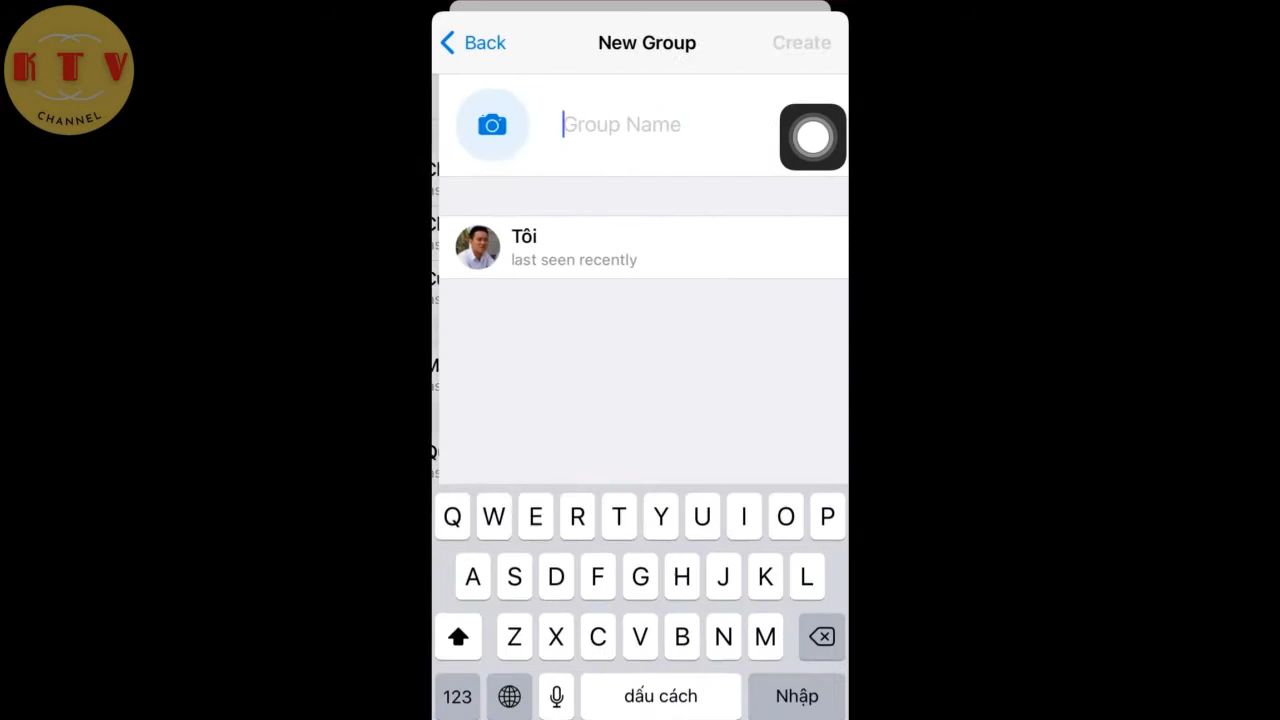 KTV
CHANNEL
Back
New Group
Create
Group Name
Tôi
last seen recently
Q W E R T Y U I O P
A S D F G H J K L
Z X C V B N M
123
dấu cách
Nhập